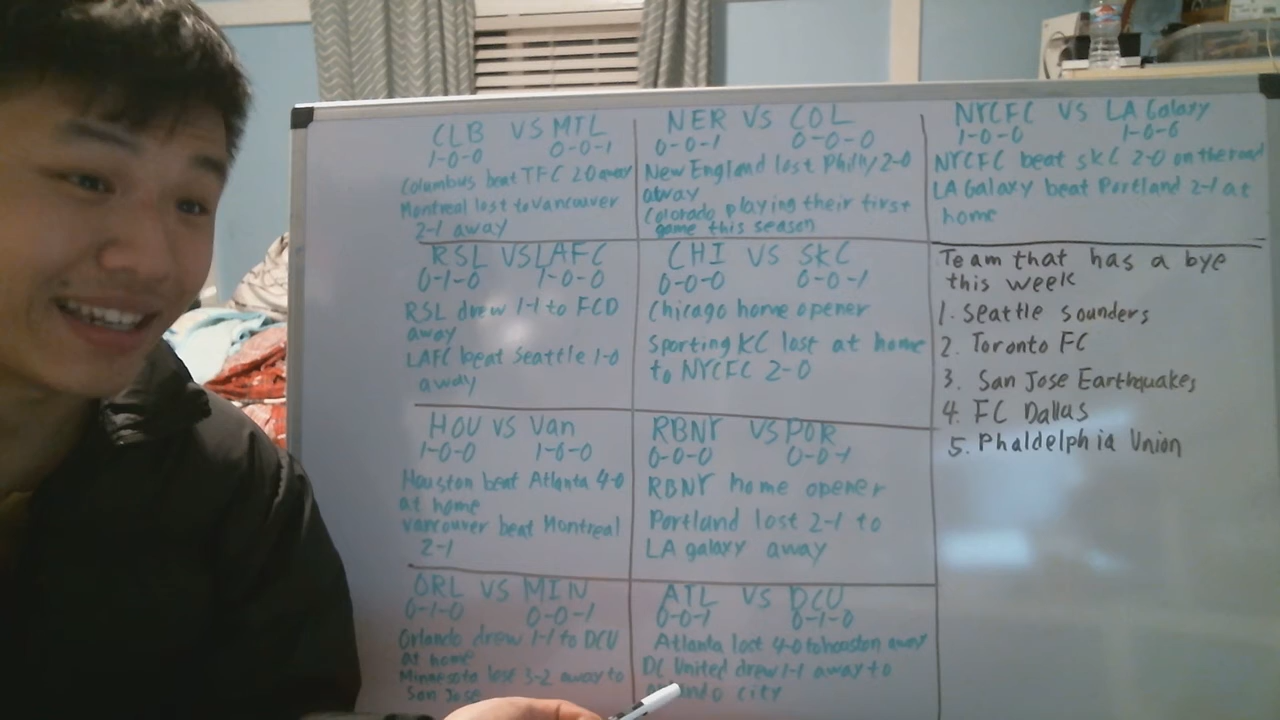 CLB VS MTL
1-0-0 0-0-1
Columbus beat TFC 2-0 away
Montreal lost to Vancouver
2-1 away
NER VS COL
0-0-1 0-0-0
New England lost Philly 2-0
away
Colorado playing their first
game this season
NYCFC VS LA Galaxy
1-0-0 1-0-0
NYCFC beat SKC 2-0 on the road
LA Galaxy beat Portland 2-1 at
home
RSL VS LAFC
0-1-0 1-0-0
RSL drew 1-1 to FCD
away
LAFC beat Seattle 1-0
away
CHI VS SKC
0-0-0 0-0-1
Chicago home opener
Sporting KC lost at home
to NYCFC 2-0
Team that has a bye
this week
1. Seattle Sounders
2. Toronto FC
3. San Jose Earthquakes
4. FC Dallas
5. Phaldelphia Union
HOU VS Van
1-0-0 1-0-0
Houston beat Atlanta 4-0
at home
Vancouver beat Montreal
2-1
RBNY VS POR
0-0-0 0-0-1
RBNY home opener
Portland lost 2-1 to
LA galaxy away
ORL VS MIN
0-1-0 0-0-1
Orlando drew 1-1 to DCU
at home
Minnesota lose 3-2 away to
San Jose
ATL VS DCU
0-0-1 0-1-0
Atlanta lost 4-0 to houston away
DC United drew 1-1 away to
city